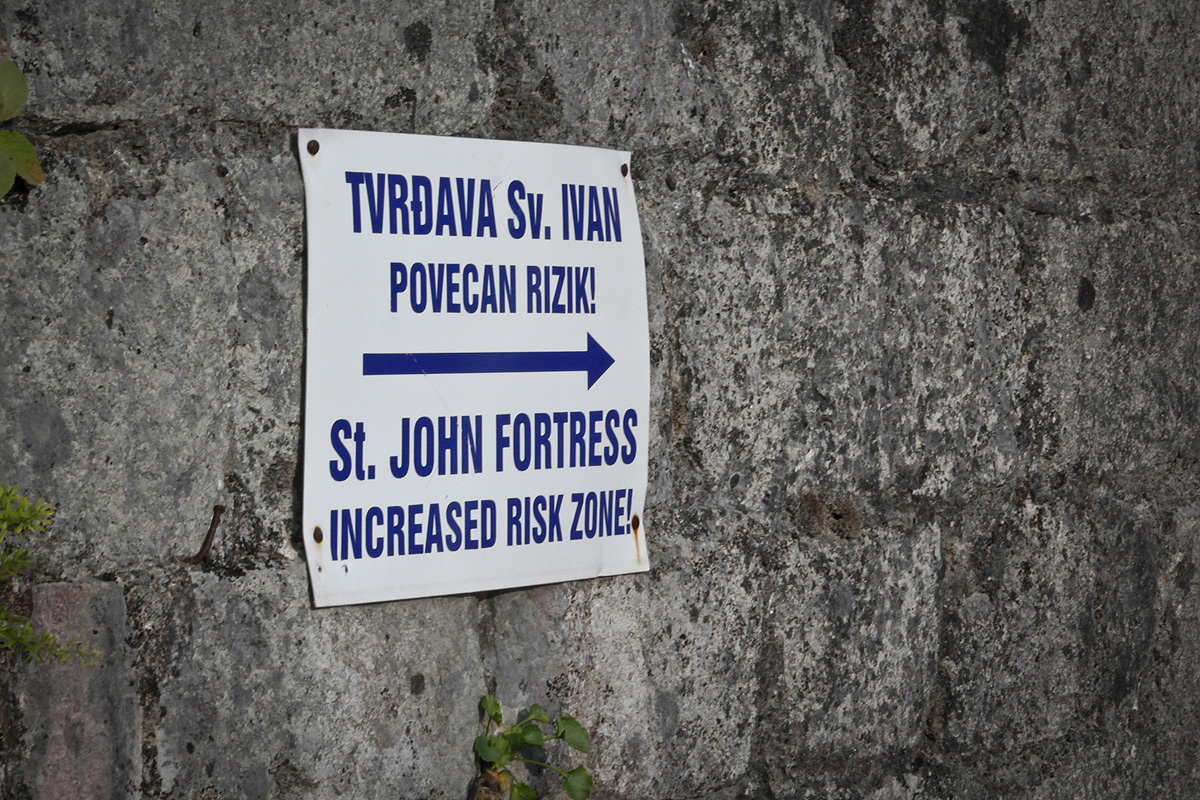 TVRĐAVA Sv. IVAN
POVECAN RIZIK!
St. JOHN FORTRESS
INCREASED RISK ZONE!